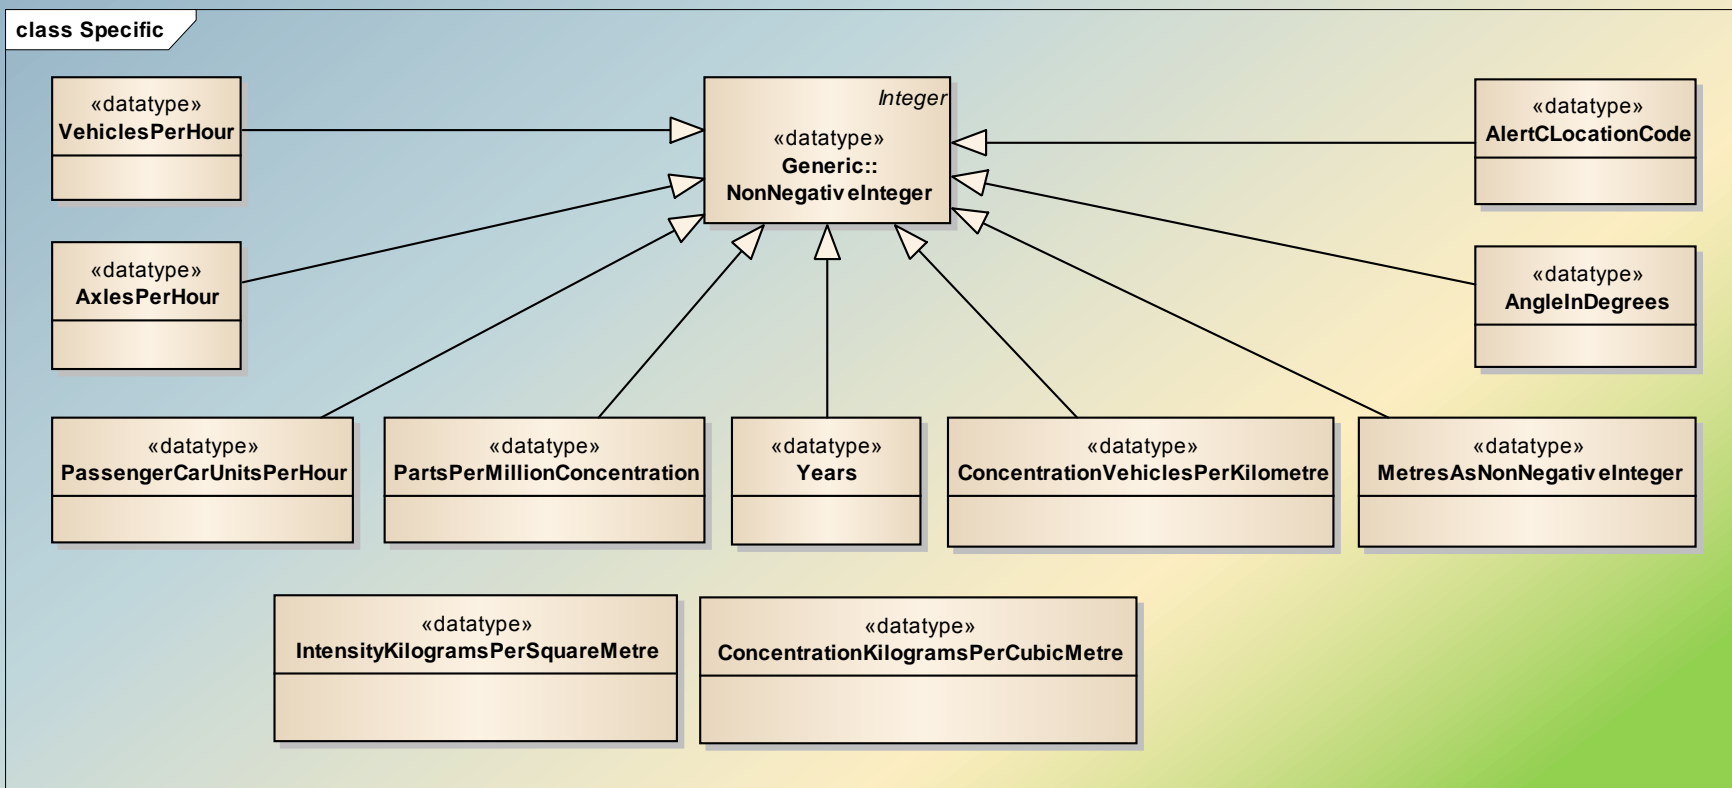 class Specific
«datatype»
VehiclesPerHour
Integer
«datatype»
Generic::
NonNegativeInteger
«datatype»
AlertCLocationCode
«datatype»
AxlesPerHour
«datatype»
AngleInDegrees
«datatype»
PassengerCarUnitsPerHour
«datatype»
PartsPerMillionConcentration
«datatype»
Years
«datatype»
ConcentrationVehiclesPerKilometre
«datatype»
MetresAsNonNegativeInteger
«datatype»
IntensityKilogramsPerSquareMetre
«datatype»
ConcentrationKilogramsPerCubicMetre